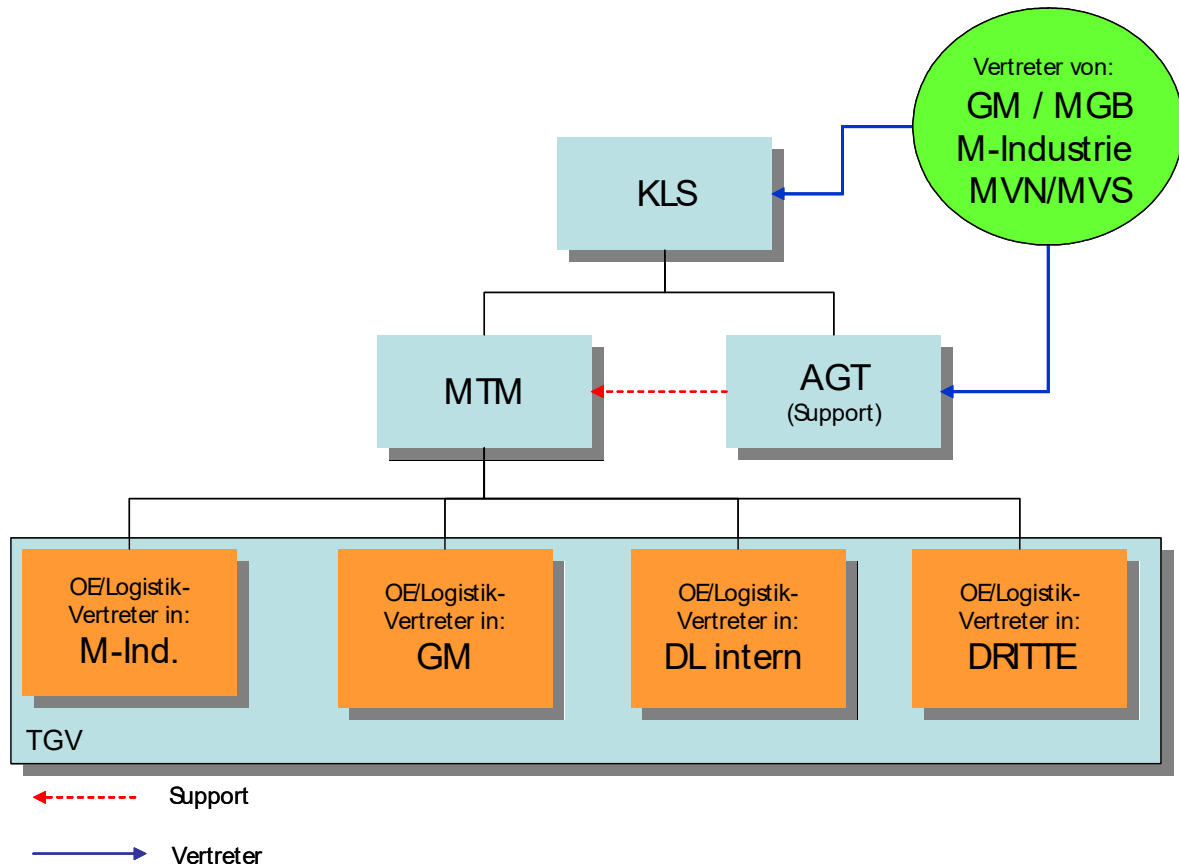 Vertreter von:
GM / MGB
M-Industrie
MVN/MVS
KLS
MTM
AGT
(Support)
OE/Logistik-
Vertreter in:
M-Ind.
OE/Logistik-
Vertreter in:
GM
OE/Logistik-
Vertreter in:
DL intern
OE/Logistik-
Vertreter in:
DRITTE
TGV
Support
Vertreter